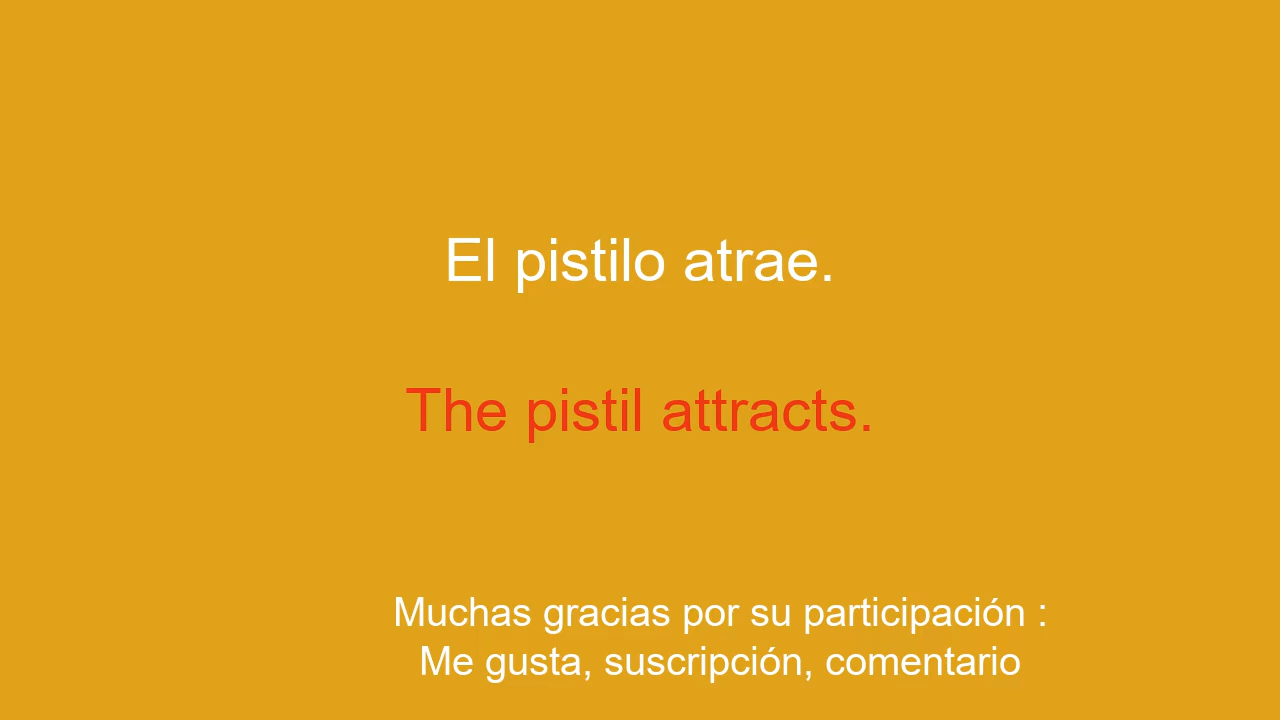 El pistilo atrae.
The pistil attracts.
Muchas gracias por su participación :
Me gusta, suscripción, comentario